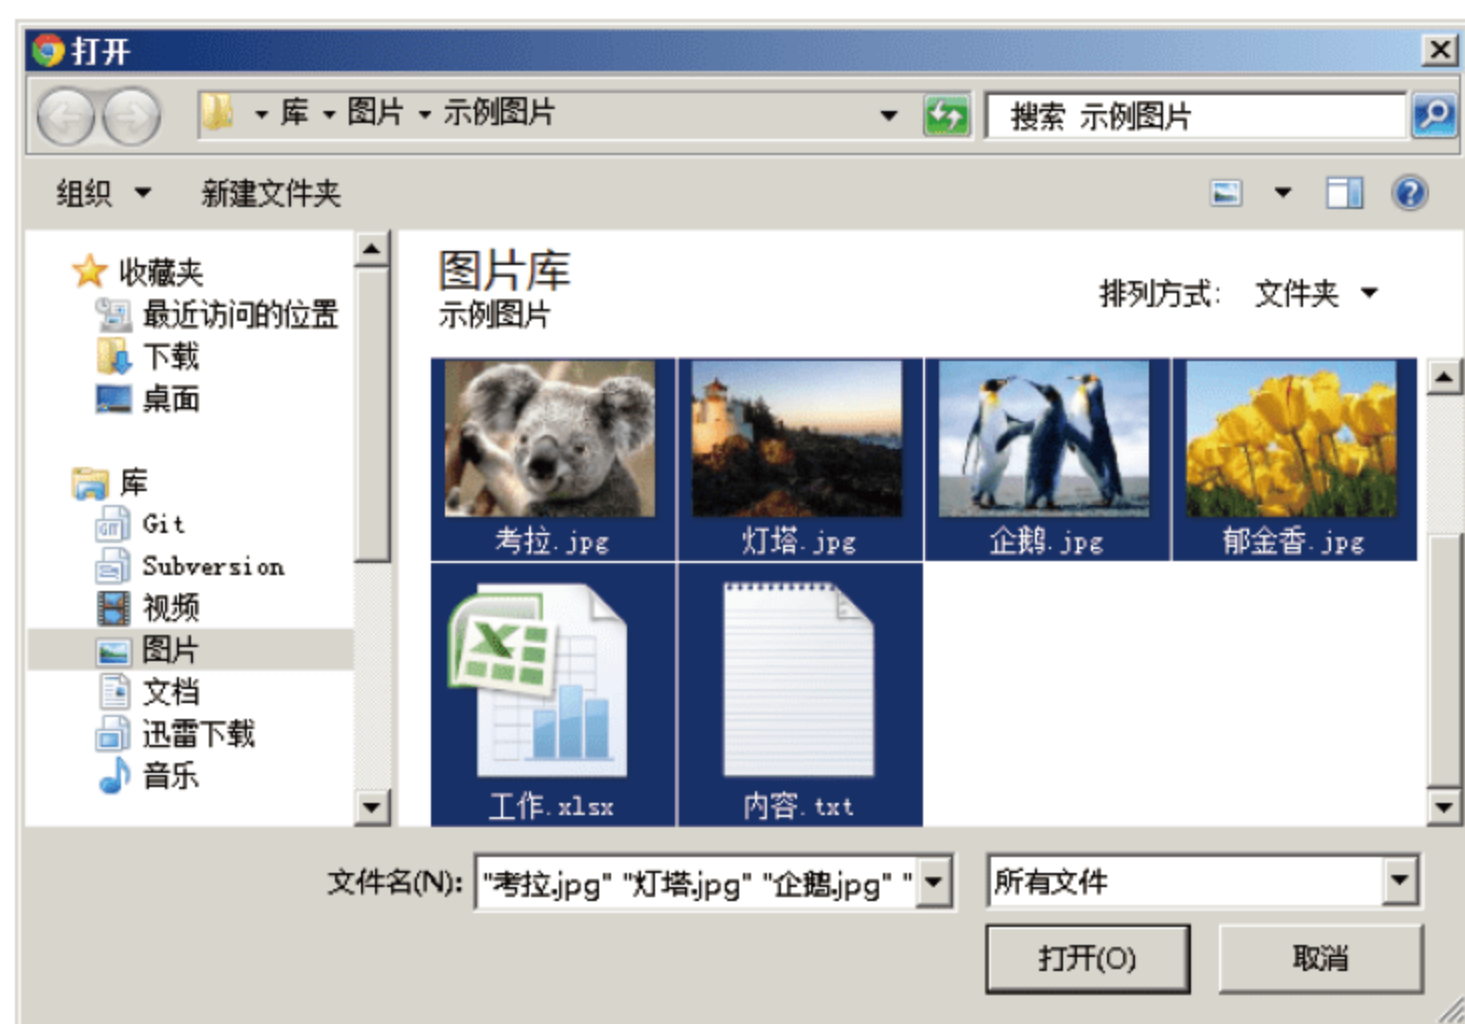 打开
库 图片 示例图片
搜索 示例图片
组织 新建文件夹
收藏夹
最近访问的位置
下载
桌面
库
Git
Subversion
视频
图片
文档
迅雷下载
音乐
图片库
示例图片
排列方式: 文件夹
考拉.jpg 灯塔.jpg 企鹅.jpg 郁金香.jpg
工作.xlsx 内容.txt
文件名(N): "考拉.jpg" "灯塔.jpg" "企鹅.jpg" " 所有文件
打开(O) 取消